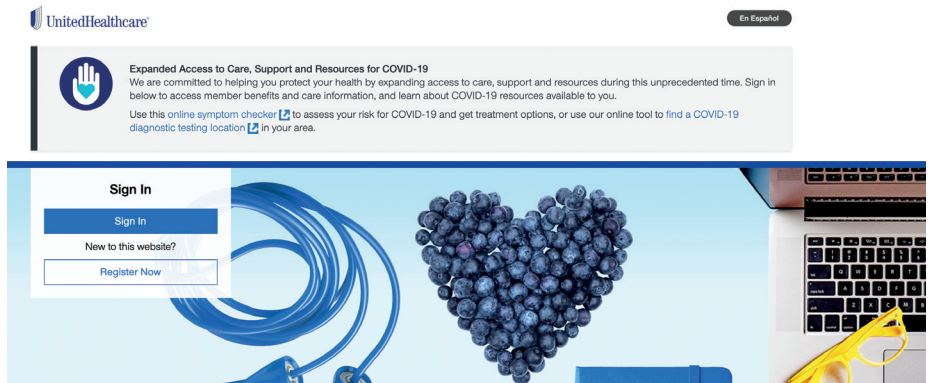 UnitedHealthcare®
En Español
Expanded Access to Care, Support and Resources for COVID-19
We are committed to helping you protect your health by expanding access to care, support and resources during this unprecedented time. Sign in
below to access member benefits and care information, and learn about COVID-19 resources available to you.
Use this online symptom checker to assess your risk for COVID-19 and get treatment options, or use our online tool to find a COVID-19
diagnostic testing location in your area.
Sign In
Sign In
New to this website?
Register Now